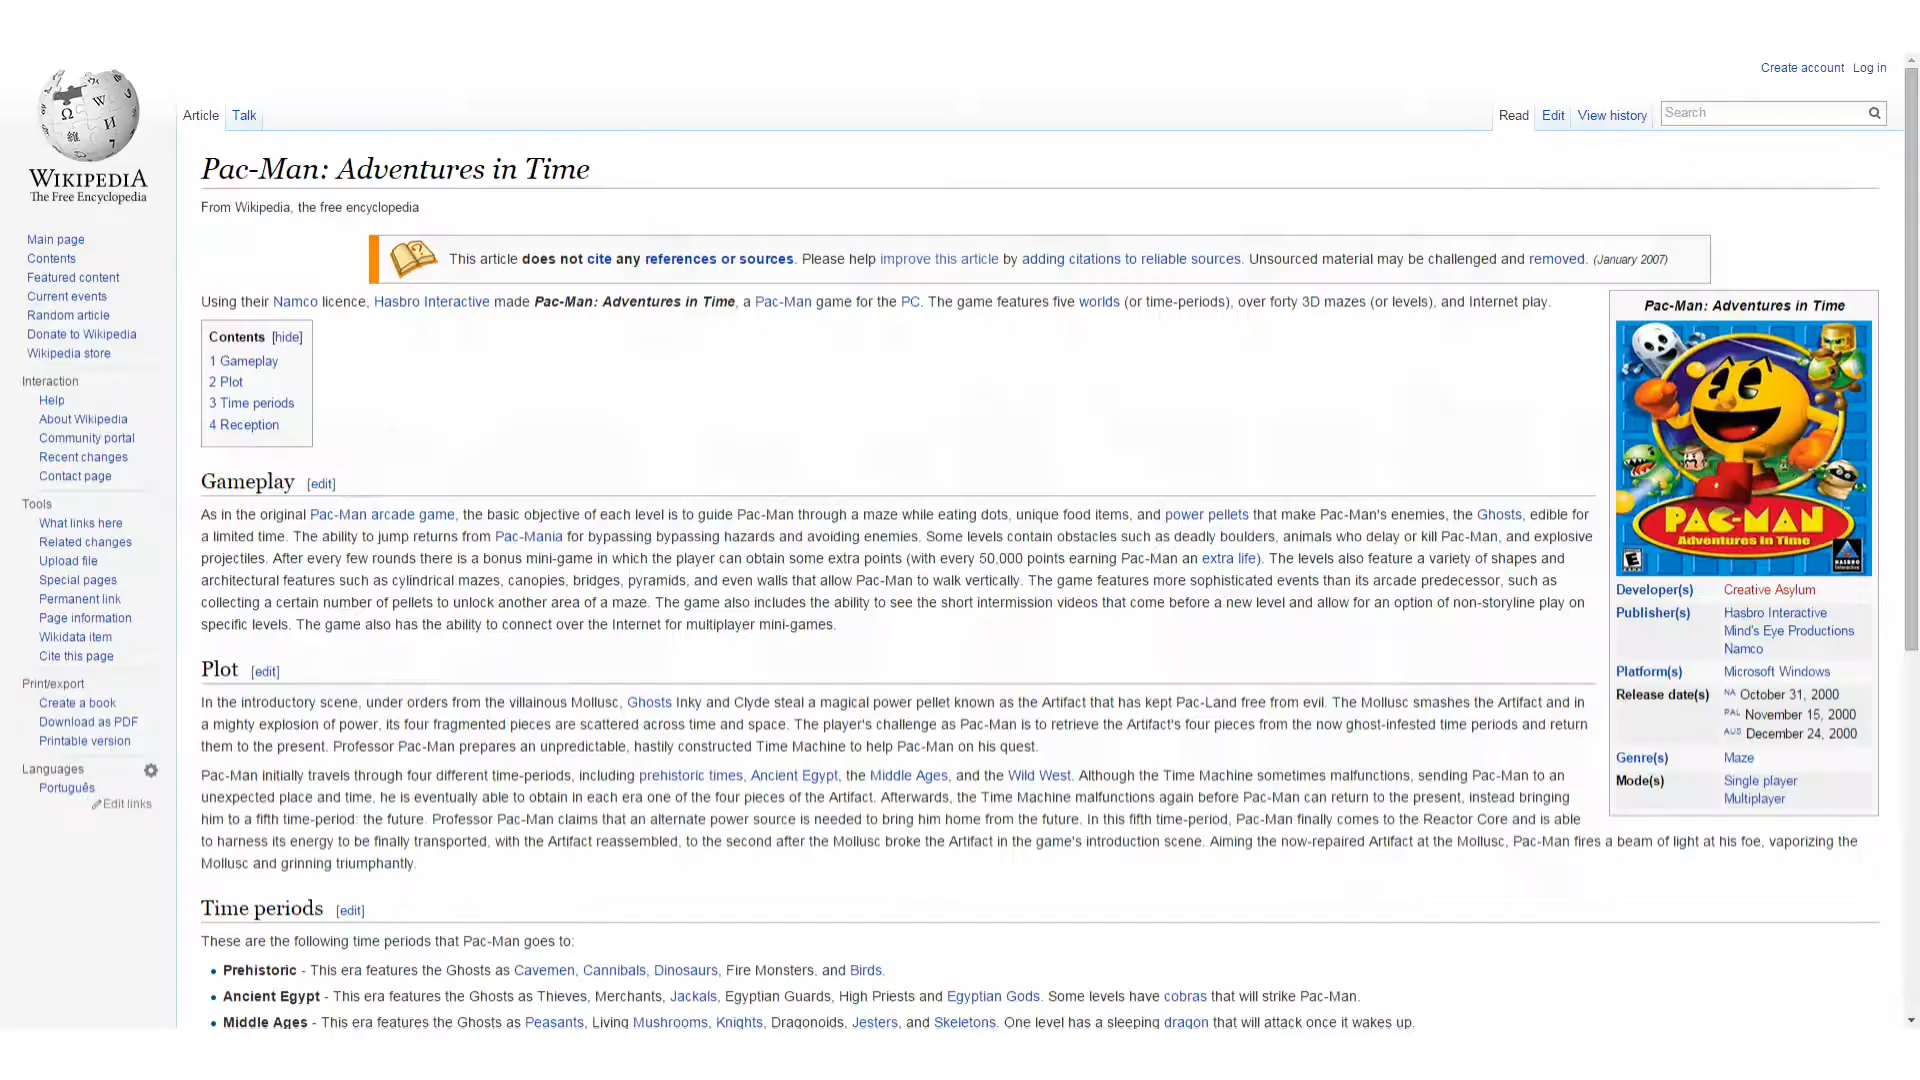 Create account Log in
Article Talk Read Edit View history Search
WIKIPEDIA
The Free Encyclopedia
Main page
Contents
Featured content
Current events
Random article
Donate to Wikipedia
Wikipedia store
Interaction
Help
About Wikipedia
Community portal
Recent changes
Contact page
Tools
What links here
Related changes
Upload file
Special pages
Permanent link
Page information
Wikidata item
Cite this page
Print/export
Create a book
Download as PDF
Printable version
Languages
Português
Edit links
Pac-Man: Adventures in Time
From Wikipedia, the free encyclopedia
This article does not cite any references or sources. Please help improve this article by adding citations to reliable sources. Unsourced material may be challenged and removed. (January 2007)
Using their Namco licence, Hasbro Interactive made Pac-Man: Adventures in Time, a Pac-Man game for the PC. The game features five worlds (or time-periods), over forty 3D mazes (or levels), and Internet play.
Contents [hide]
1 Gameplay
2 Plot
3 Time periods
4 Reception
Gameplay [edit]
As in the original Pac-Man arcade game, the basic objective of each level is to guide Pac-Man through a maze while eating dots, unique food items, and power pellets that make Pac-Man's enemies, the Ghosts, edible for
a limited time. The ability to jump returns from Pac-Mania for bypassing bypassing hazards and avoiding enemies. Some levels contain obstacles such as deadly boulders, animals who delay or kill Pac-Man, and explosive
projectiles. After every few rounds there is a bonus mini-game in which the player can obtain some extra points (with every 50,000 points earning Pac-Man an extra life). The levels also feature a variety of shapes and
architectural features such as cylindrical mazes, canopies, bridges, pyramids, and even walls that allow Pac-Man to walk vertically. The game features more sophisticated events than its arcade predecessor, such as
collecting a certain number of pellets to unlock another area of a maze. The game also includes the ability to see the short intermission videos that come before a new level and allow for an option of non-storyline play on
specific levels. The game also has the ability to connect over the Internet for multiplayer mini-games.
Plot [edit]
In the introductory scene, under orders from the villainous Mollusc, Ghosts Inky and Clyde steal a magical power pellet known as the Artifact that has kept Pac-Land free from evil. The Mollusc smashes the Artifact and in
a mighty explosion of power, its four fragmented pieces are scattered across time and space. The player's challenge as Pac-Man is to retrieve the Artifact's four pieces from the now ghost-infested time periods and return
them to the present. Professor Pac-Man prepares an unpredictable, hastily constructed Time Machine to help Pac-Man on his quest.
Pac-Man initially travels through four different time-periods, including prehistoric times, Ancient Egypt, the Middle Ages, and the Wild West. Although the Time Machine sometimes malfunctions, sending Pac-Man to an
unexpected place and time, he is eventually able to obtain in each era one of the four pieces of the Artifact. Afterwards, the Time Machine malfunctions again before Pac-Man can return to the present, instead bringing
him to a fifth time-period: the future. Professor Pac-Man claims that an alternate power source is needed to bring him home from the future. In this fifth time-period, Pac-Man finally comes to the Reactor Core and is able
to harness its energy to be finally transported, with the Artifact reassembled, to the second after the Mollusc broke the Artifact in the game's introduction scene. Aiming the now-repaired Artifact at the Mollusc, Pac-Man fires a beam of light at his foe, vaporizing the
Mollusc and grinning triumphantly.
Time periods [edit]
These are the following time periods that Pac-Man goes to:
Prehistoric - This era features the Ghosts as Cavemen, Cannibals, Dinosaurs, Fire Monsters, and Birds.
Ancient Egypt - This era features the Ghosts as Thieves, Merchants, Jackals, Egyptian Guards, High Priests and Egyptian Gods. Some levels have cobras that will strike Pac-Man.
Middle Ages - This era features the Ghosts as Peasants, Living Mushrooms, Knights, Dragonoids, Jesters, and Skeletons. One level has a sleeping dragon that will attack once it wakes up.
Pac-Man: Adventures in Time
PAC-MAN
Adventures in Time
E
HASBRO
Interactive
Developer(s) Creative Asylum
Publisher(s) Hasbro Interactive
Mind's Eye Productions
Namco
Platform(s) Microsoft Windows
Release date(s) NA October 31, 2000
PAL November 15, 2000
AUS December 24, 2000
Genre(s) Maze
Mode(s) Single player
Multiplayer